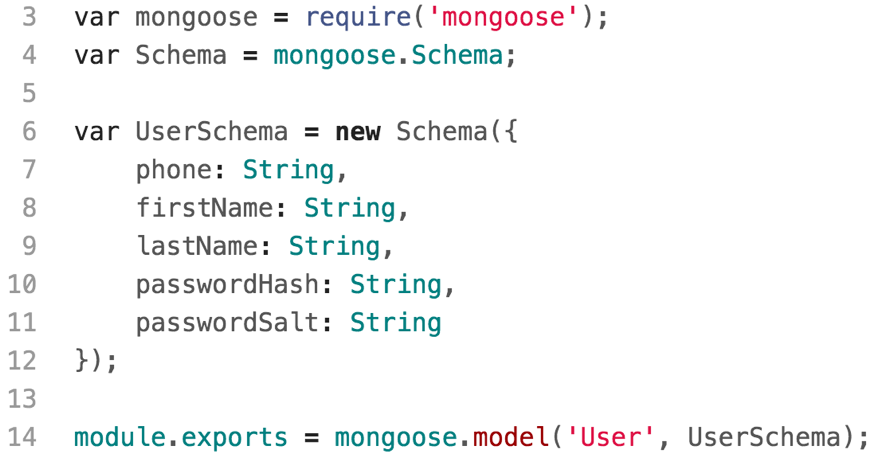 3 var mongoose = require('mongoose');
4 var Schema = mongoose.Schema;
5
6 var UserSchema = new Schema({
7     phone: String,
8     firstName: String,
9     lastName: String,
10     passwordHash: String,
11     passwordSalt: String
12 });
13
14 module.exports = mongoose.model('User', UserSchema);